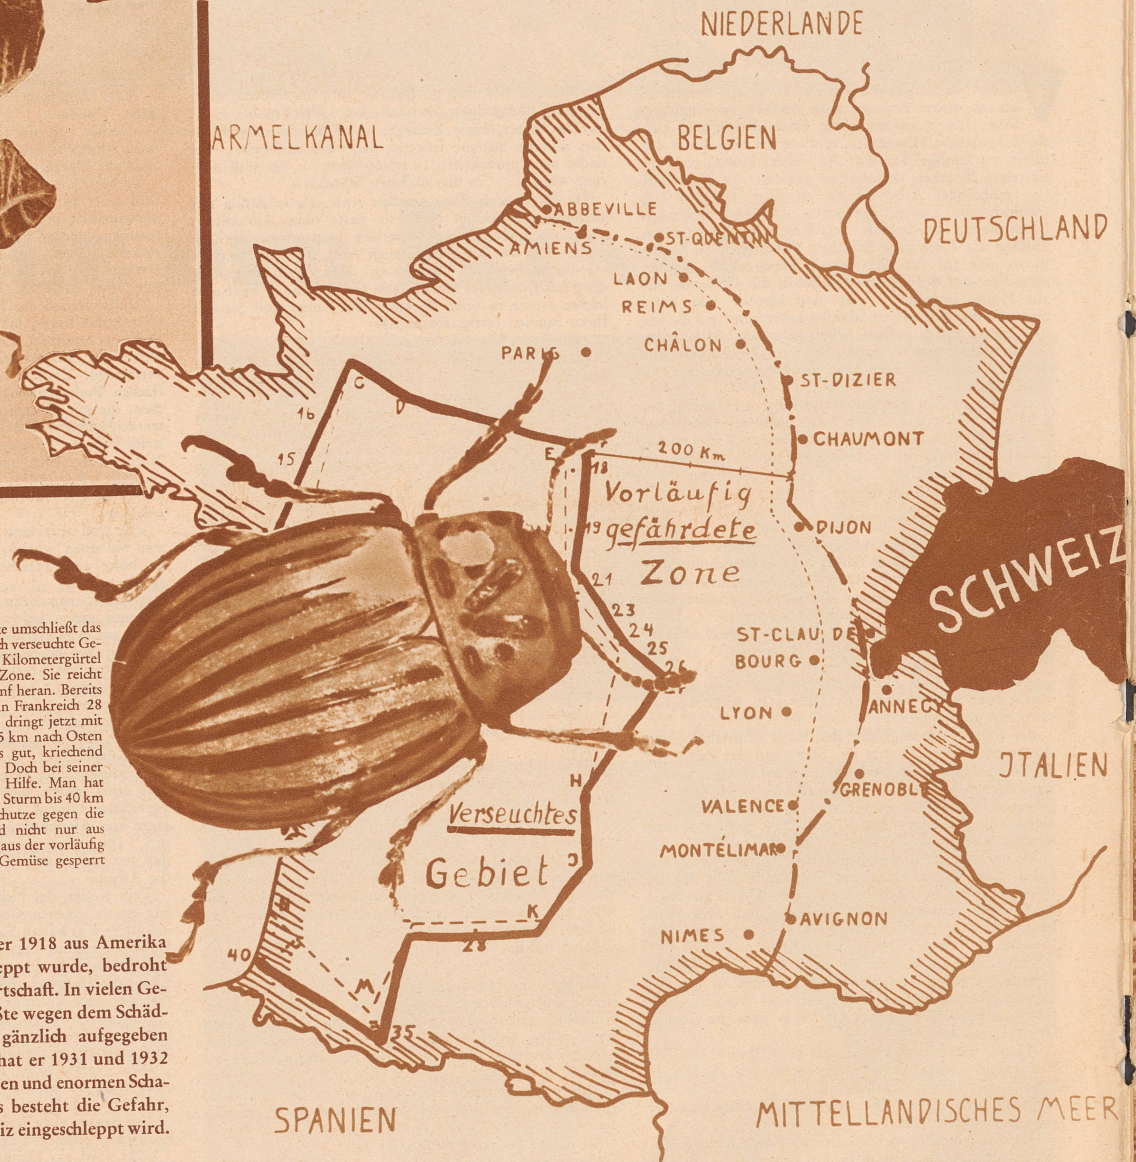 NIEDERLANDE
ARMELKANAL
BELGIEN
ABBEVILLE
DEUTSCHLAND
AMIENS
ST-QUENTIN
LAON
REIMS
CHÂLON
PARIS
ST-DIZIER
C
D
16
CHAUMONT
200 Km
E
F
15
18
Vorläufig
19 gefährdete
DIJON
Zone
SCHWEIZ
21
23
24
25
26
ST-CLAUDE
BOURG
ANNECY
LYON
ITALIEN
H
GRENOBLE
VALENCE
Verseuchtes
MONTÉLIMAR
J
Gebiet
K
AVIGNON
NIMES
28
40
M
35
SPANIEN
MITTELLANDISCHES MEER
umschließt das
verseuchte Ge-
Kilometergürtel
Zone. Sie reicht
heran. Bereits
Frankreich 28
dringt jetzt mit
km nach Osten
gut, kriechend
Doch bei seiner
Hilfe. Man hat
Sturm bis 40 km
schutze gegen die
nicht nur aus
aus der vorläufig
Gemüse gesperrt
er 1918 aus Amerika
eppt wurde, bedroht
rtschaft. In vielen Ge-
ßte wegen dem Schäd-
gänzlich aufgegeben
hat er 1931 und 1932
en und enormen Scha-
s besteht die Gefahr,
iz eingeschleppt wird.